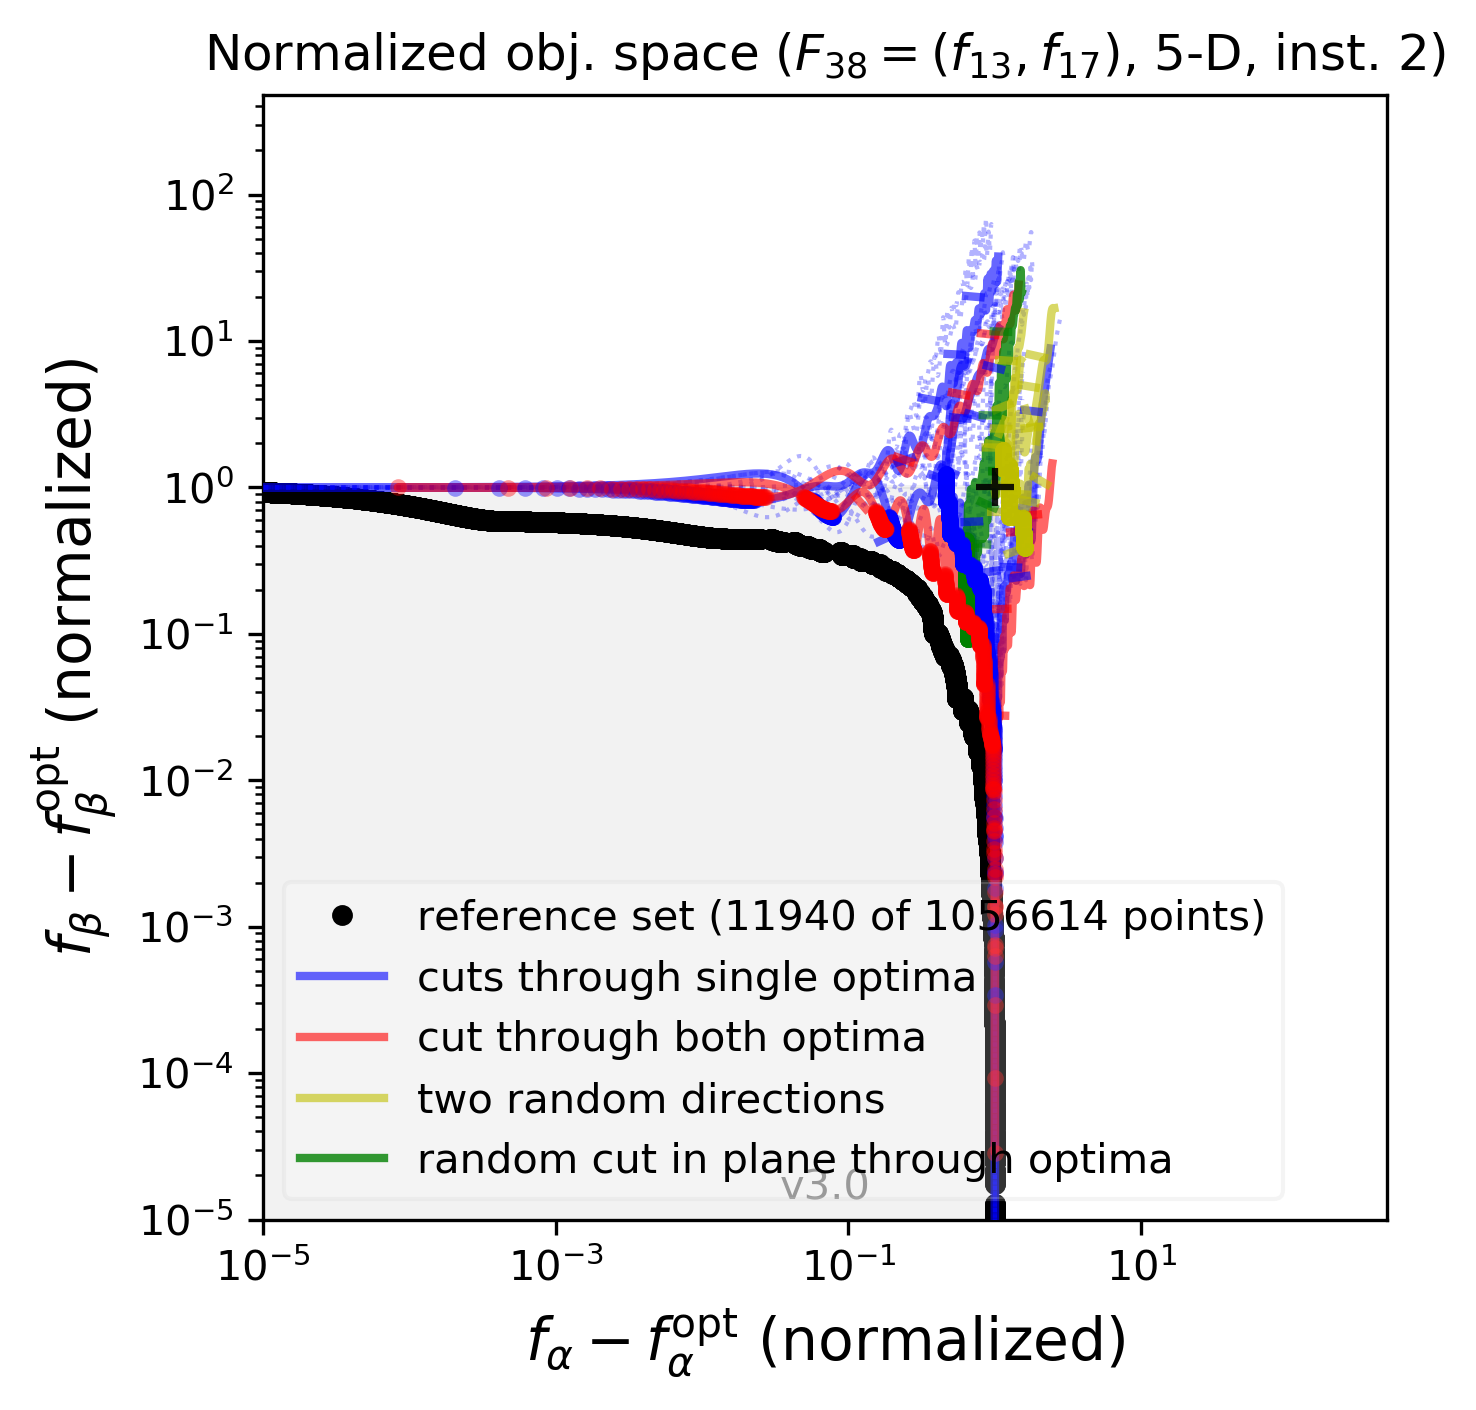 Normalized obj. space (F₃₈ = (f₁₃, f₁₇), 5-D, inst. 2)
f_β − f_β^opt (normalized)
10²
10¹
10⁰
10⁻¹
10⁻²
10⁻³
10⁻⁴
10⁻⁵
reference set (11940 of 1056614 points)
cuts through single optima
cut through both optima
two random directions
random cut in plane through optima
v3.0
10⁻⁵ 10⁻³ 10⁻¹ 10¹
f_α − f_α^opt (normalized)